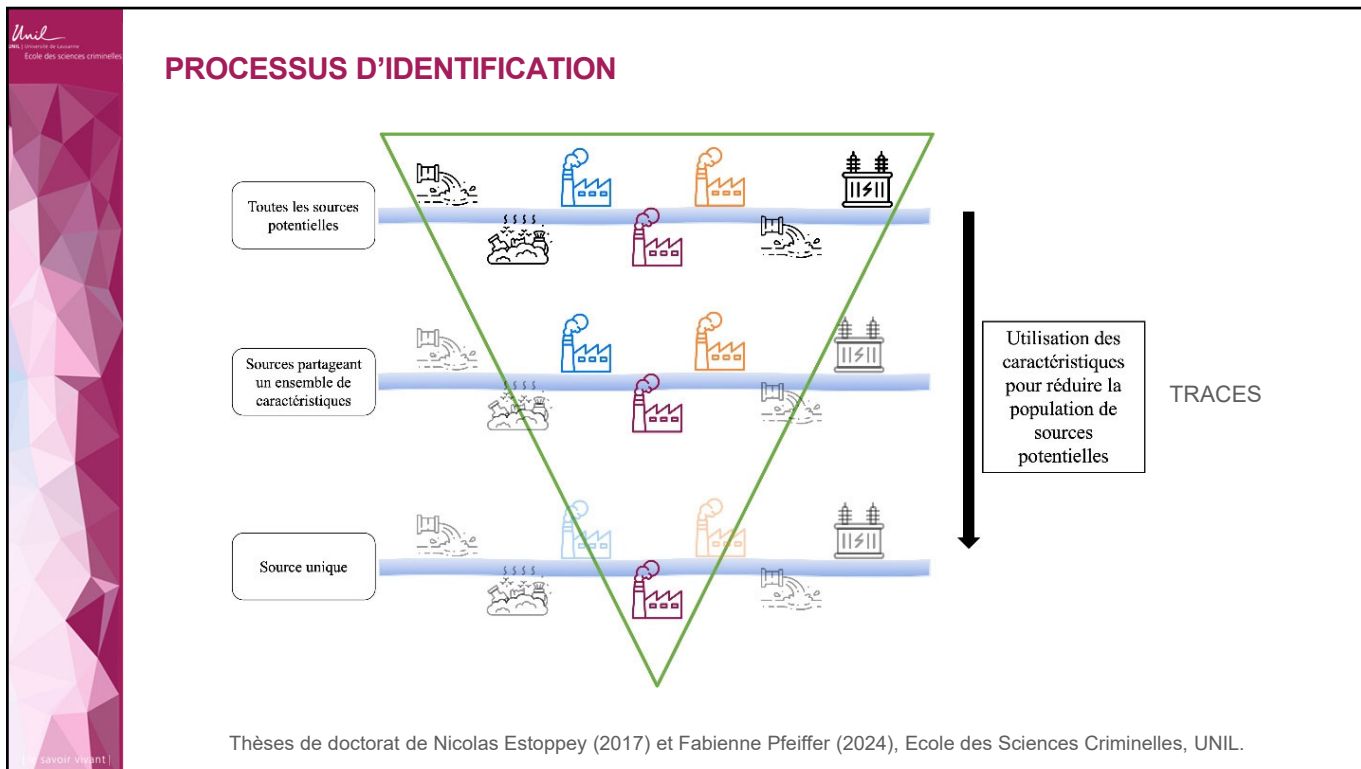 Unil
UNIL | Université de Lausanne
Ecole des sciences criminelles
PROCESSUS D'IDENTIFICATION
Toutes les sources
potentielles
Sources partageant
un ensemble de
caractéristiques
Source unique
Utilisation des
caractéristiques
pour réduire la
population de
sources
potentielles
TRACES
Thèses de doctorat de Nicolas Estoppey (2017) et Fabienne Pfeiffer (2024), Ecole des Sciences Criminelles, UNIL.
| le savoir vivant |